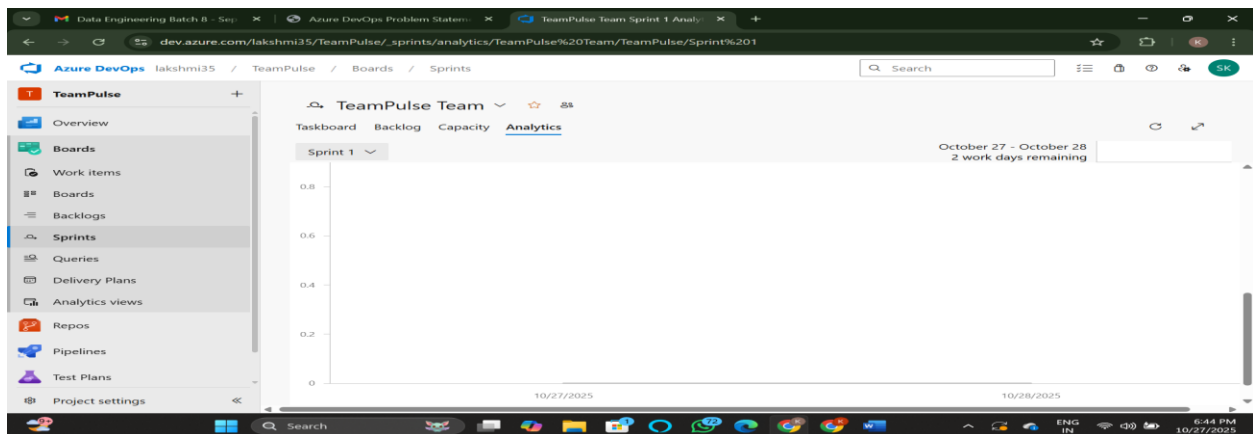 Data Engineering Batch 8 - Sep
Azure DevOps Problem Statem
TeamPulse Team Sprint 1 Analy
dev.azure.com/lakshmi35/TeamPulse/_sprints/analytics/TeamPulse%20Team/TeamPulse/Sprint%201
K
Azure DevOps lakshmi35 / TeamPulse / Boards / Sprints
Search
SK
T TeamPulse
Overview
Boards
Work items
Boards
Backlogs
Sprints
Queries
Delivery Plans
Analytics views
Repos
Pipelines
Test Plans
Project settings
TeamPulse Team
Taskboard Backlog Capacity Analytics
Sprint 1
October 27 - October 28
2 work days remaining
0.8
0.6
0.4
0.2
0
10/27/2025 10/28/2025
Search
ENG
IN
6:44 PM
10/27/2025